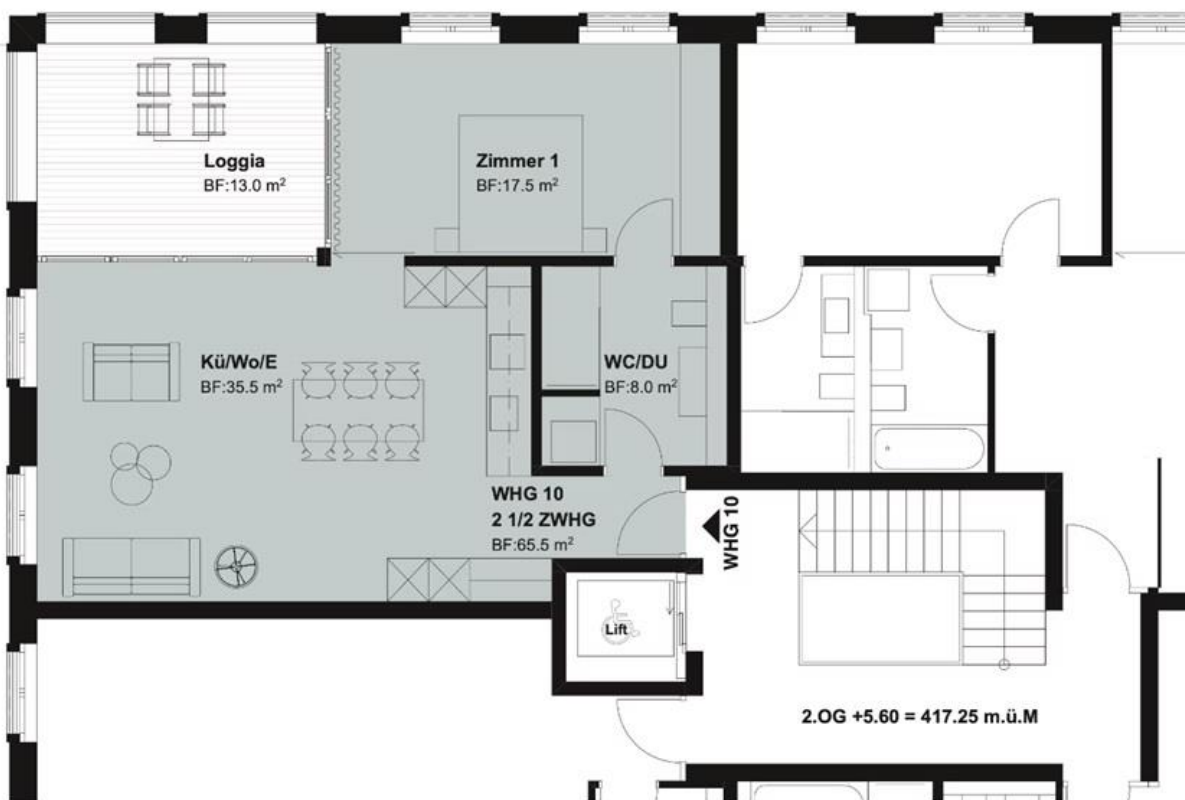 Loggia
BF:13.0 m²
Zimmer 1
BF:17.5 m²
Kü/Wo/E
BF:35.5 m²
WC/DU
BF:8.0 m²
WHG 10
2 1/2 ZWHG
BF:65.5 m²
WHG 10
Lift
2.OG +5.60 = 417.25 m.ü.M